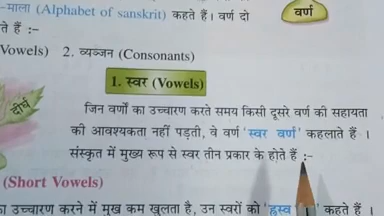 -माला (Alphabet of sanskrit) कहते हैं। वर्ण दो
वर्ण
ते हैं :–
Vowels) 2. व्यञ्जन (Consonants)
1. स्वर (Vowels)
दीर्घ
जिन वर्णों का उच्चारण करते समय किसी दूसरे वर्ण की सहायता
की आवश्यकता नहीं पड़ती, वे वर्ण 'स्वर वर्ण' कहलाते हैं ।
संस्कृत में मुख्य रूप से स्वर तीन प्रकार के होते हैं :–
(Short Vowels)
उच्चारण करने में मुख कम खुलता है, उन स्वरों को 'ह्रस्व कहते हैं ।